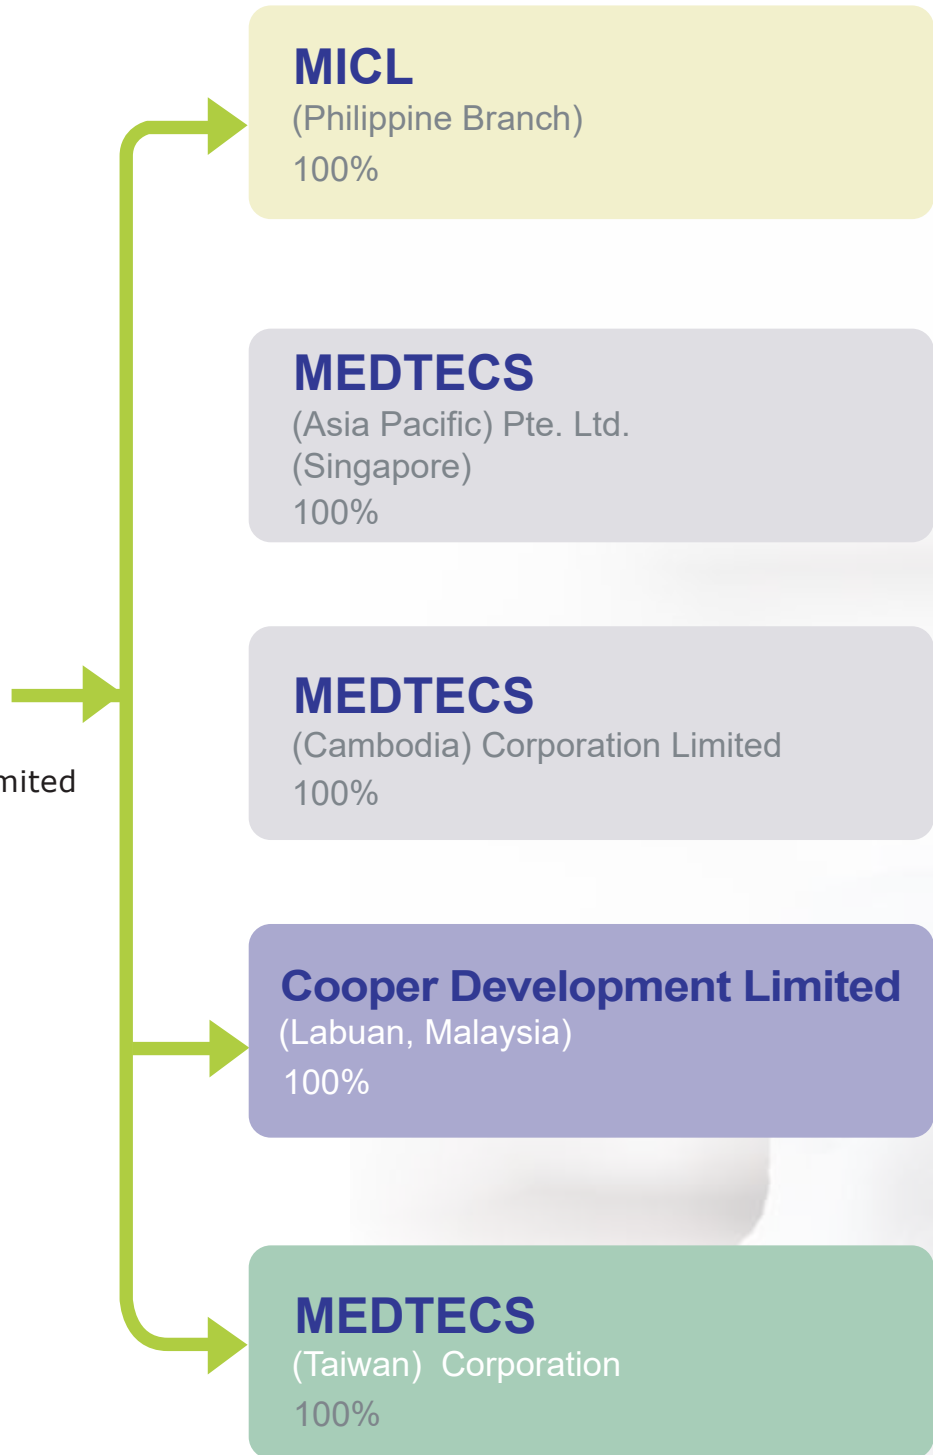 MICL
(Philippine Branch)
100%
MEDTECS
(Asia Pacific) Pte. Ltd.
(Singapore)
100%
MEDTECS
(Cambodia) Corporation Limited
100%
mited
Cooper Development Limited
(Labuan, Malaysia)
100%
MEDTECS
(Taiwan) Corporation
100%